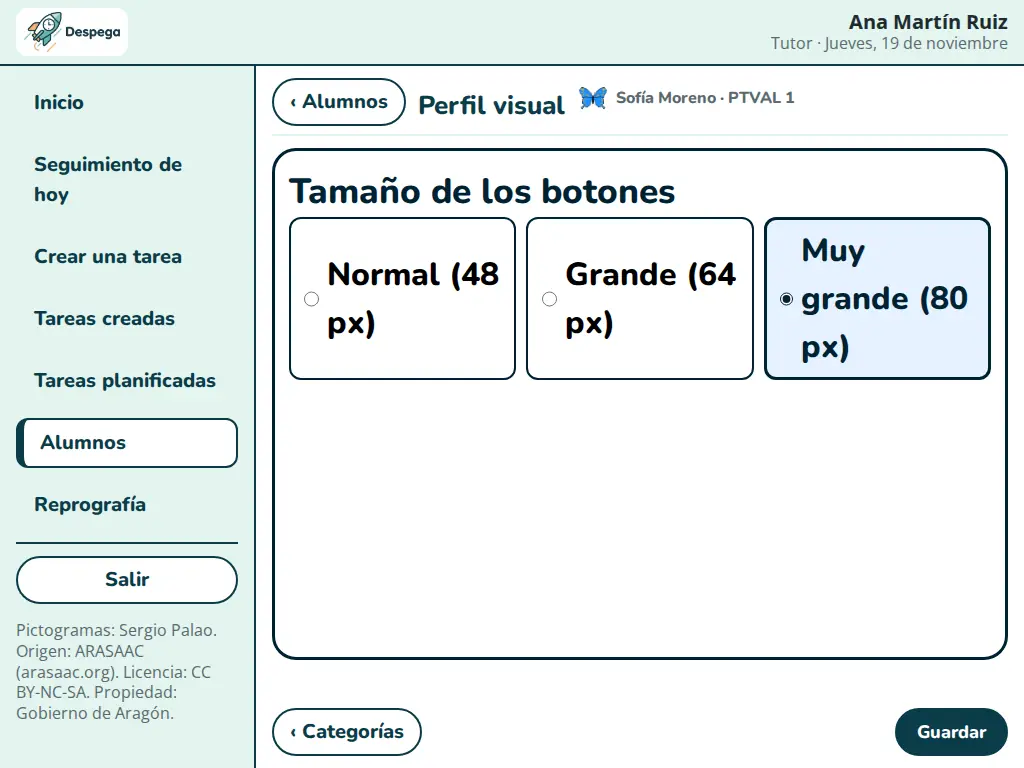 Despega
Ana Martín Ruiz
Tutor · Jueves, 19 de noviembre
Inicio
Seguimiento de
hoy
Crear una tarea
Tareas creadas
Tareas planificadas
Alumnos
Reprografía
Salir
Pictogramas: Sergio Palao.
Origen: ARASAAC
(arasaac.org). Licencia: CC
BY-NC-SA. Propiedad:
Gobierno de Aragón.
‹ Alumnos
Perfil visual
Sofía Moreno · PTVAL 1
Tamaño de los botones
Normal (48
px)
Grande (64
px)
Muy
grande (80
px)
‹ Categorías
Guardar